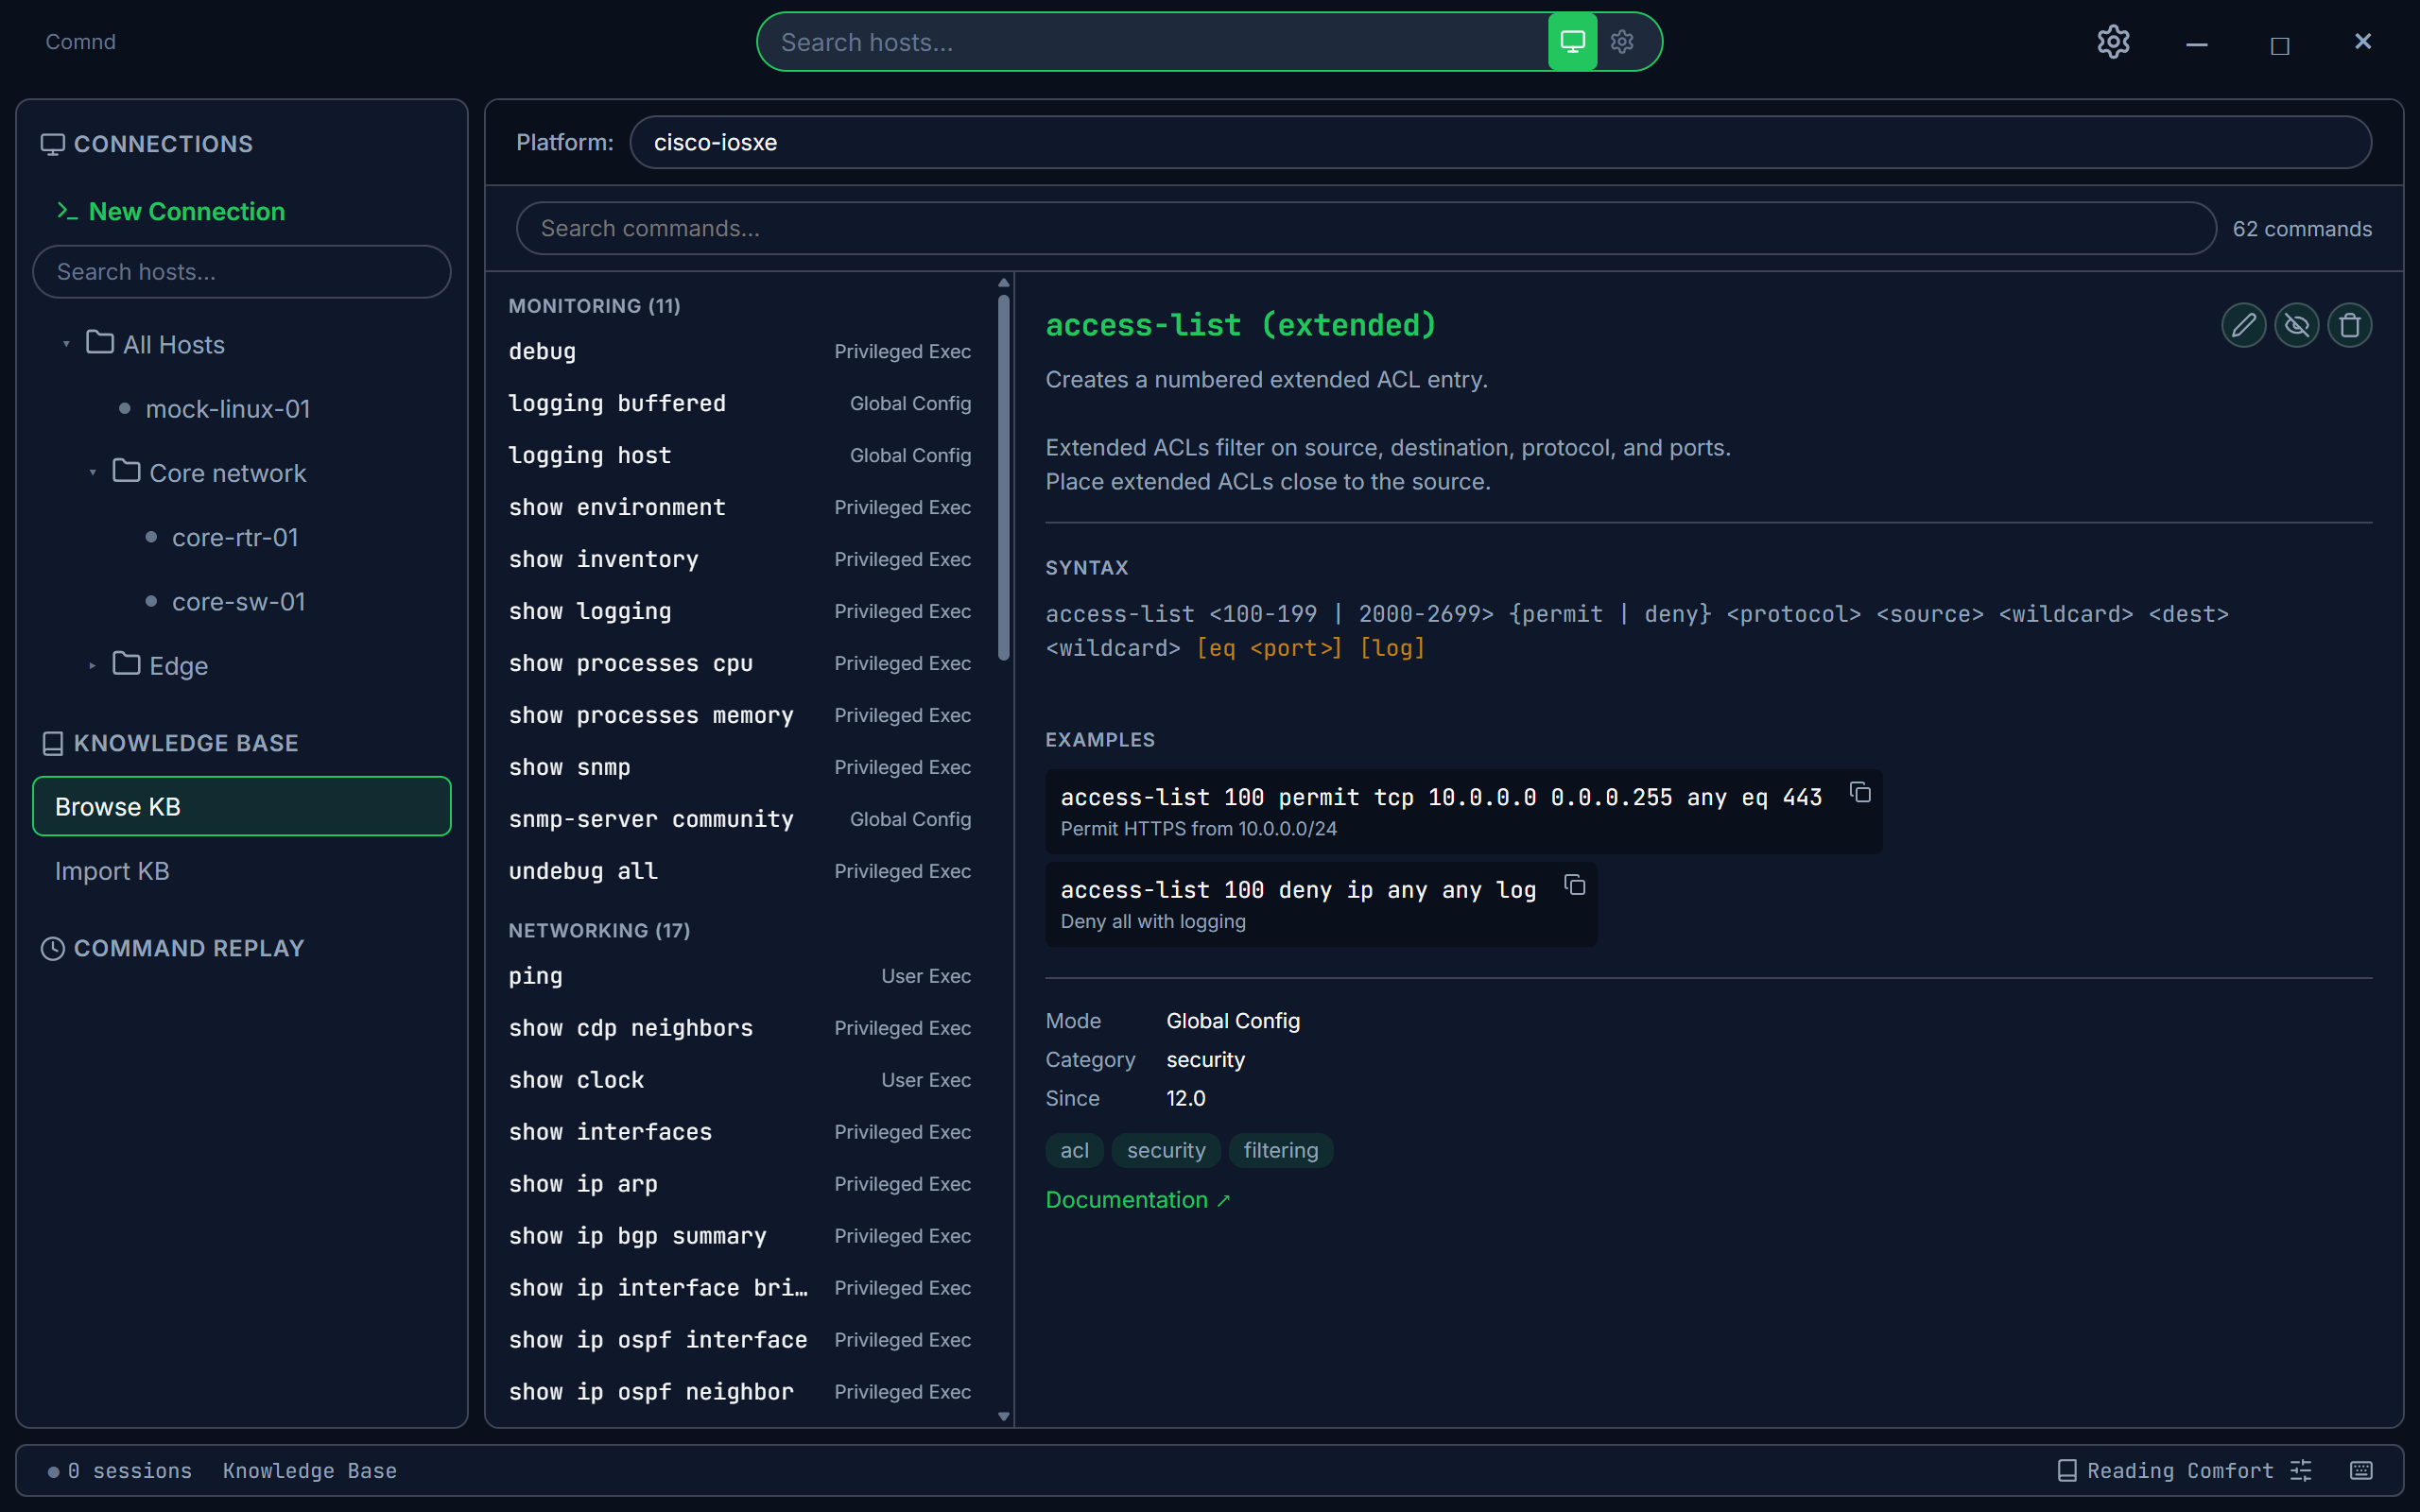 Comnd
Search hosts...
CONNECTIONS
New Connection
Search hosts...
All Hosts
mock-linux-01
Core network
core-rtr-01
core-sw-01
Edge
KNOWLEDGE BASE
Browse KB
Import KB
COMMAND REPLAY
Platform: cisco-iosxe
Search commands... 62 commands
MONITORING (11)
debug Privileged Exec
logging buffered Global Config
logging host Global Config
show environment Privileged Exec
show inventory Privileged Exec
show logging Privileged Exec
show processes cpu Privileged Exec
show processes memory Privileged Exec
show snmp Privileged Exec
snmp-server community Global Config
undebug all Privileged Exec
NETWORKING (17)
ping User Exec
show cdp neighbors Privileged Exec
show clock User Exec
show interfaces Privileged Exec
show ip arp Privileged Exec
show ip bgp summary Privileged Exec
show ip interface bri… Privileged Exec
show ip ospf interface Privileged Exec
show ip ospf neighbor Privileged Exec
access-list (extended)
Creates a numbered extended ACL entry.
Extended ACLs filter on source, destination, protocol, and ports.
Place extended ACLs close to the source.
SYNTAX
access-list <100-199 | 2000-2699> {permit | deny} <protocol> <source> <wildcard> <dest>
<wildcard> [eq <port>] [log]
EXAMPLES
access-list 100 permit tcp 10.0.0.0 0.0.0.255 any eq 443
Permit HTTPS from 10.0.0.0/24
access-list 100 deny ip any any log
Deny all with logging
Mode Global Config
Category security
Since 12.0
acl security filtering
Documentation ↗
0 sessions Knowledge Base
Reading Comfort